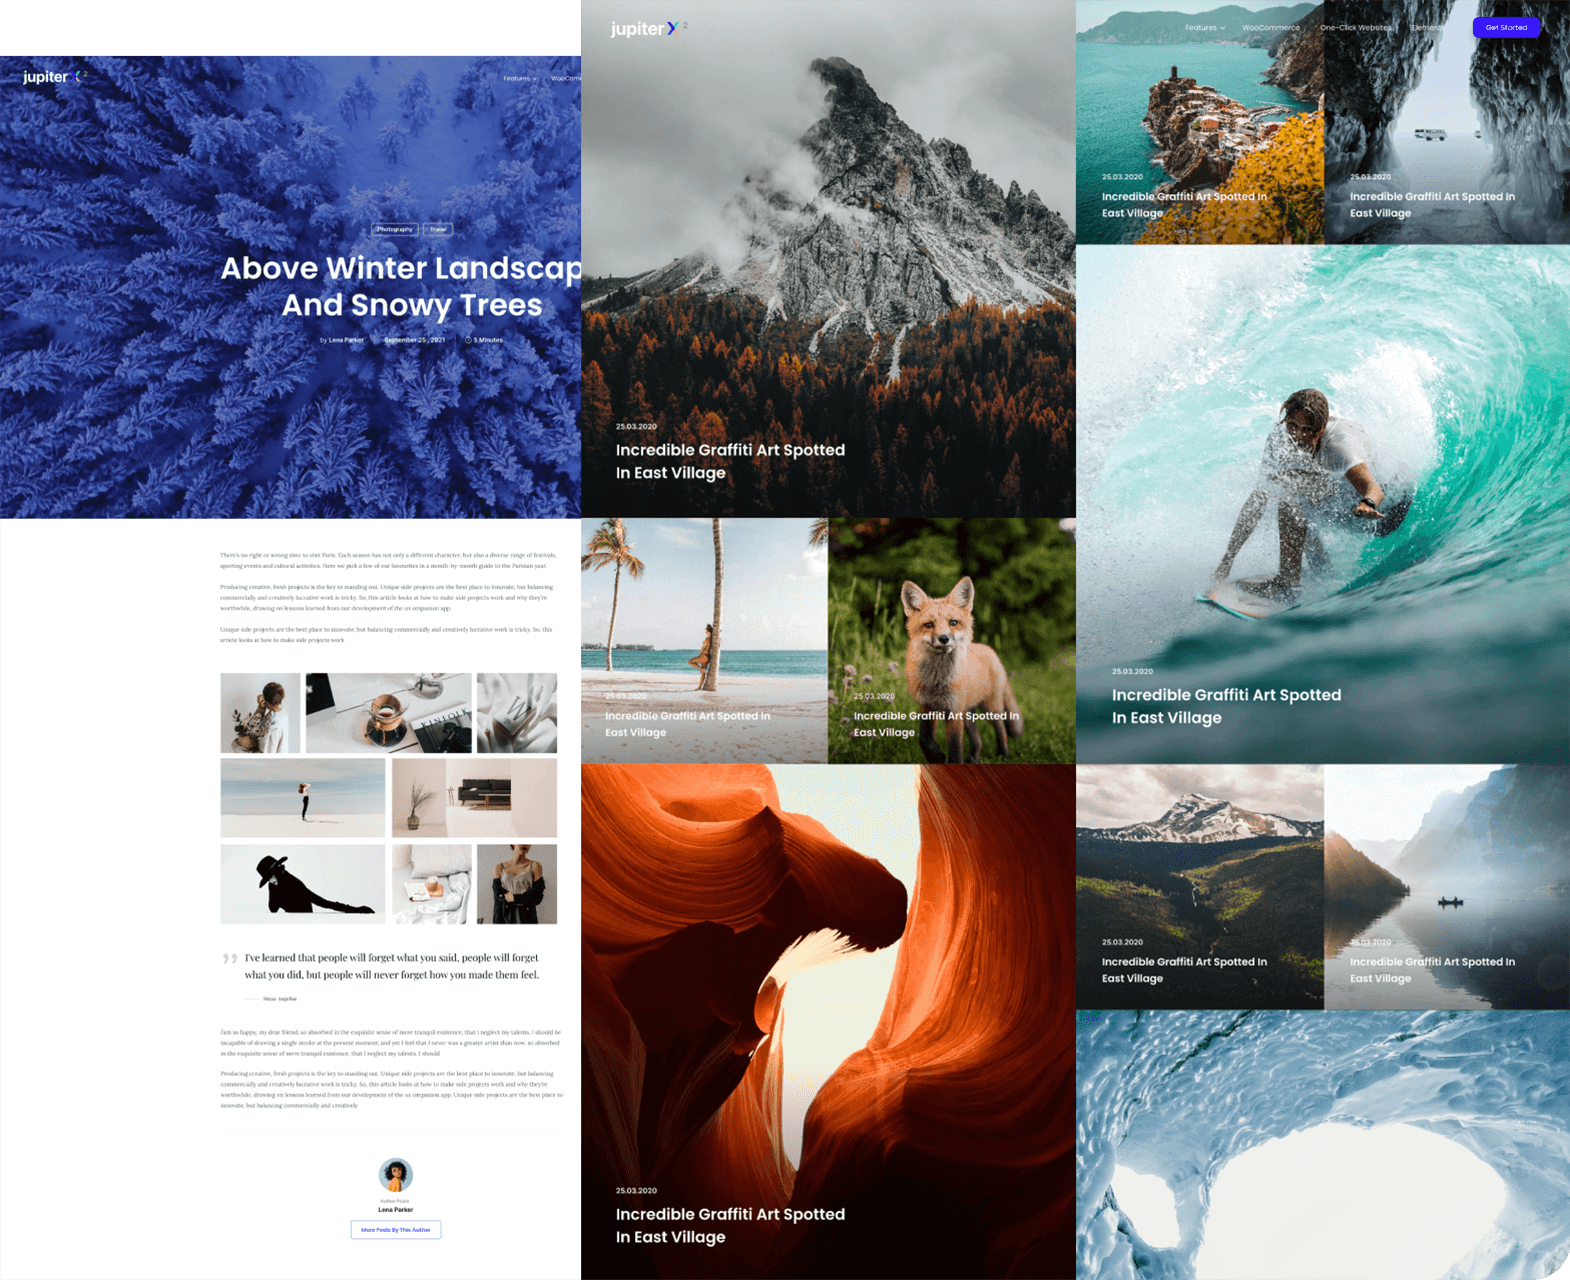 jupiter X 2
Features
WooComm
Photography
Travel
Above Winter Landscap
And Snowy Trees
by Lena Parker
September 25, 2021
5 Minutes
There's no right or wrong time to visit Paris. Each season has not only a different character, but also a diverse range of festivals,
sporting events and cultural activities. Here we pick a few of our favourites in a month-by-month guide to the Parisian year.
Producing creative, fresh projects is the key to standing out. Unique side projects are the best place to innovate, but balancing
commercially and creatively lucrative work is tricky. So, this article looks at how to make side projects work and why they're
worthwhile, drawing on lessons learned from our development of the ux ompanion app.
Unique side projects are the best place to innovate, but balancing commercially and creatively lucrative work is tricky. So, this
article looks at how to make side projects work
KINFOLK
I've learned that people will forget what you said, people will forget
what you did, but people will never forget how you made them feel.
Maya Angelou
I am so happy, my dear friend, so absorbed in the exquisite sense of mere tranquil existence, that I neglect my talents. I should be
incapable of drawing a single stroke at the present moment; and yet I feel that I never was a greater artist than now. so absorbed
in the exquisite sense of mere tranquil existence, that I neglect my talents. I should
Producing creative, fresh projects is the key to standing out. Unique side projects are the best place to innovate, but balancing
commercially and creatively lucrative work is tricky. So, this article looks at how to make side projects work and why they're
worthwhile, drawing on lessons learned from our development of the ux ompanion app. Unique side projects are the best place to
innovate, but balancing commercially and creatively
Author Posts
Lena Parker
More Posts By This Author
jupiter X 2
25.03.2020
Incredible Graffiti Art Spotted
In East Village
25.03.2020
Incredible Graffiti Art Spotted In
East Village
25.03.2020
Incredible Graffiti Art Spotted In
East Village
25.03.2020
Incredible Graffiti Art Spotted
In East Village
Features
WooCommerce
One-Click Websites
Elements
Get Started
25.03.2020
Incredible Graffiti Art Spotted In
East Village
25.03.2020
Incredible Graffiti Art Spotted In
East Village
25.03.2020
Incredible Graffiti Art Spotted
In East Village
25.03.2020
Incredible Graffiti Art Spotted In
East Village
25.03.2020
Incredible Graffiti Art Spotted In
East Village